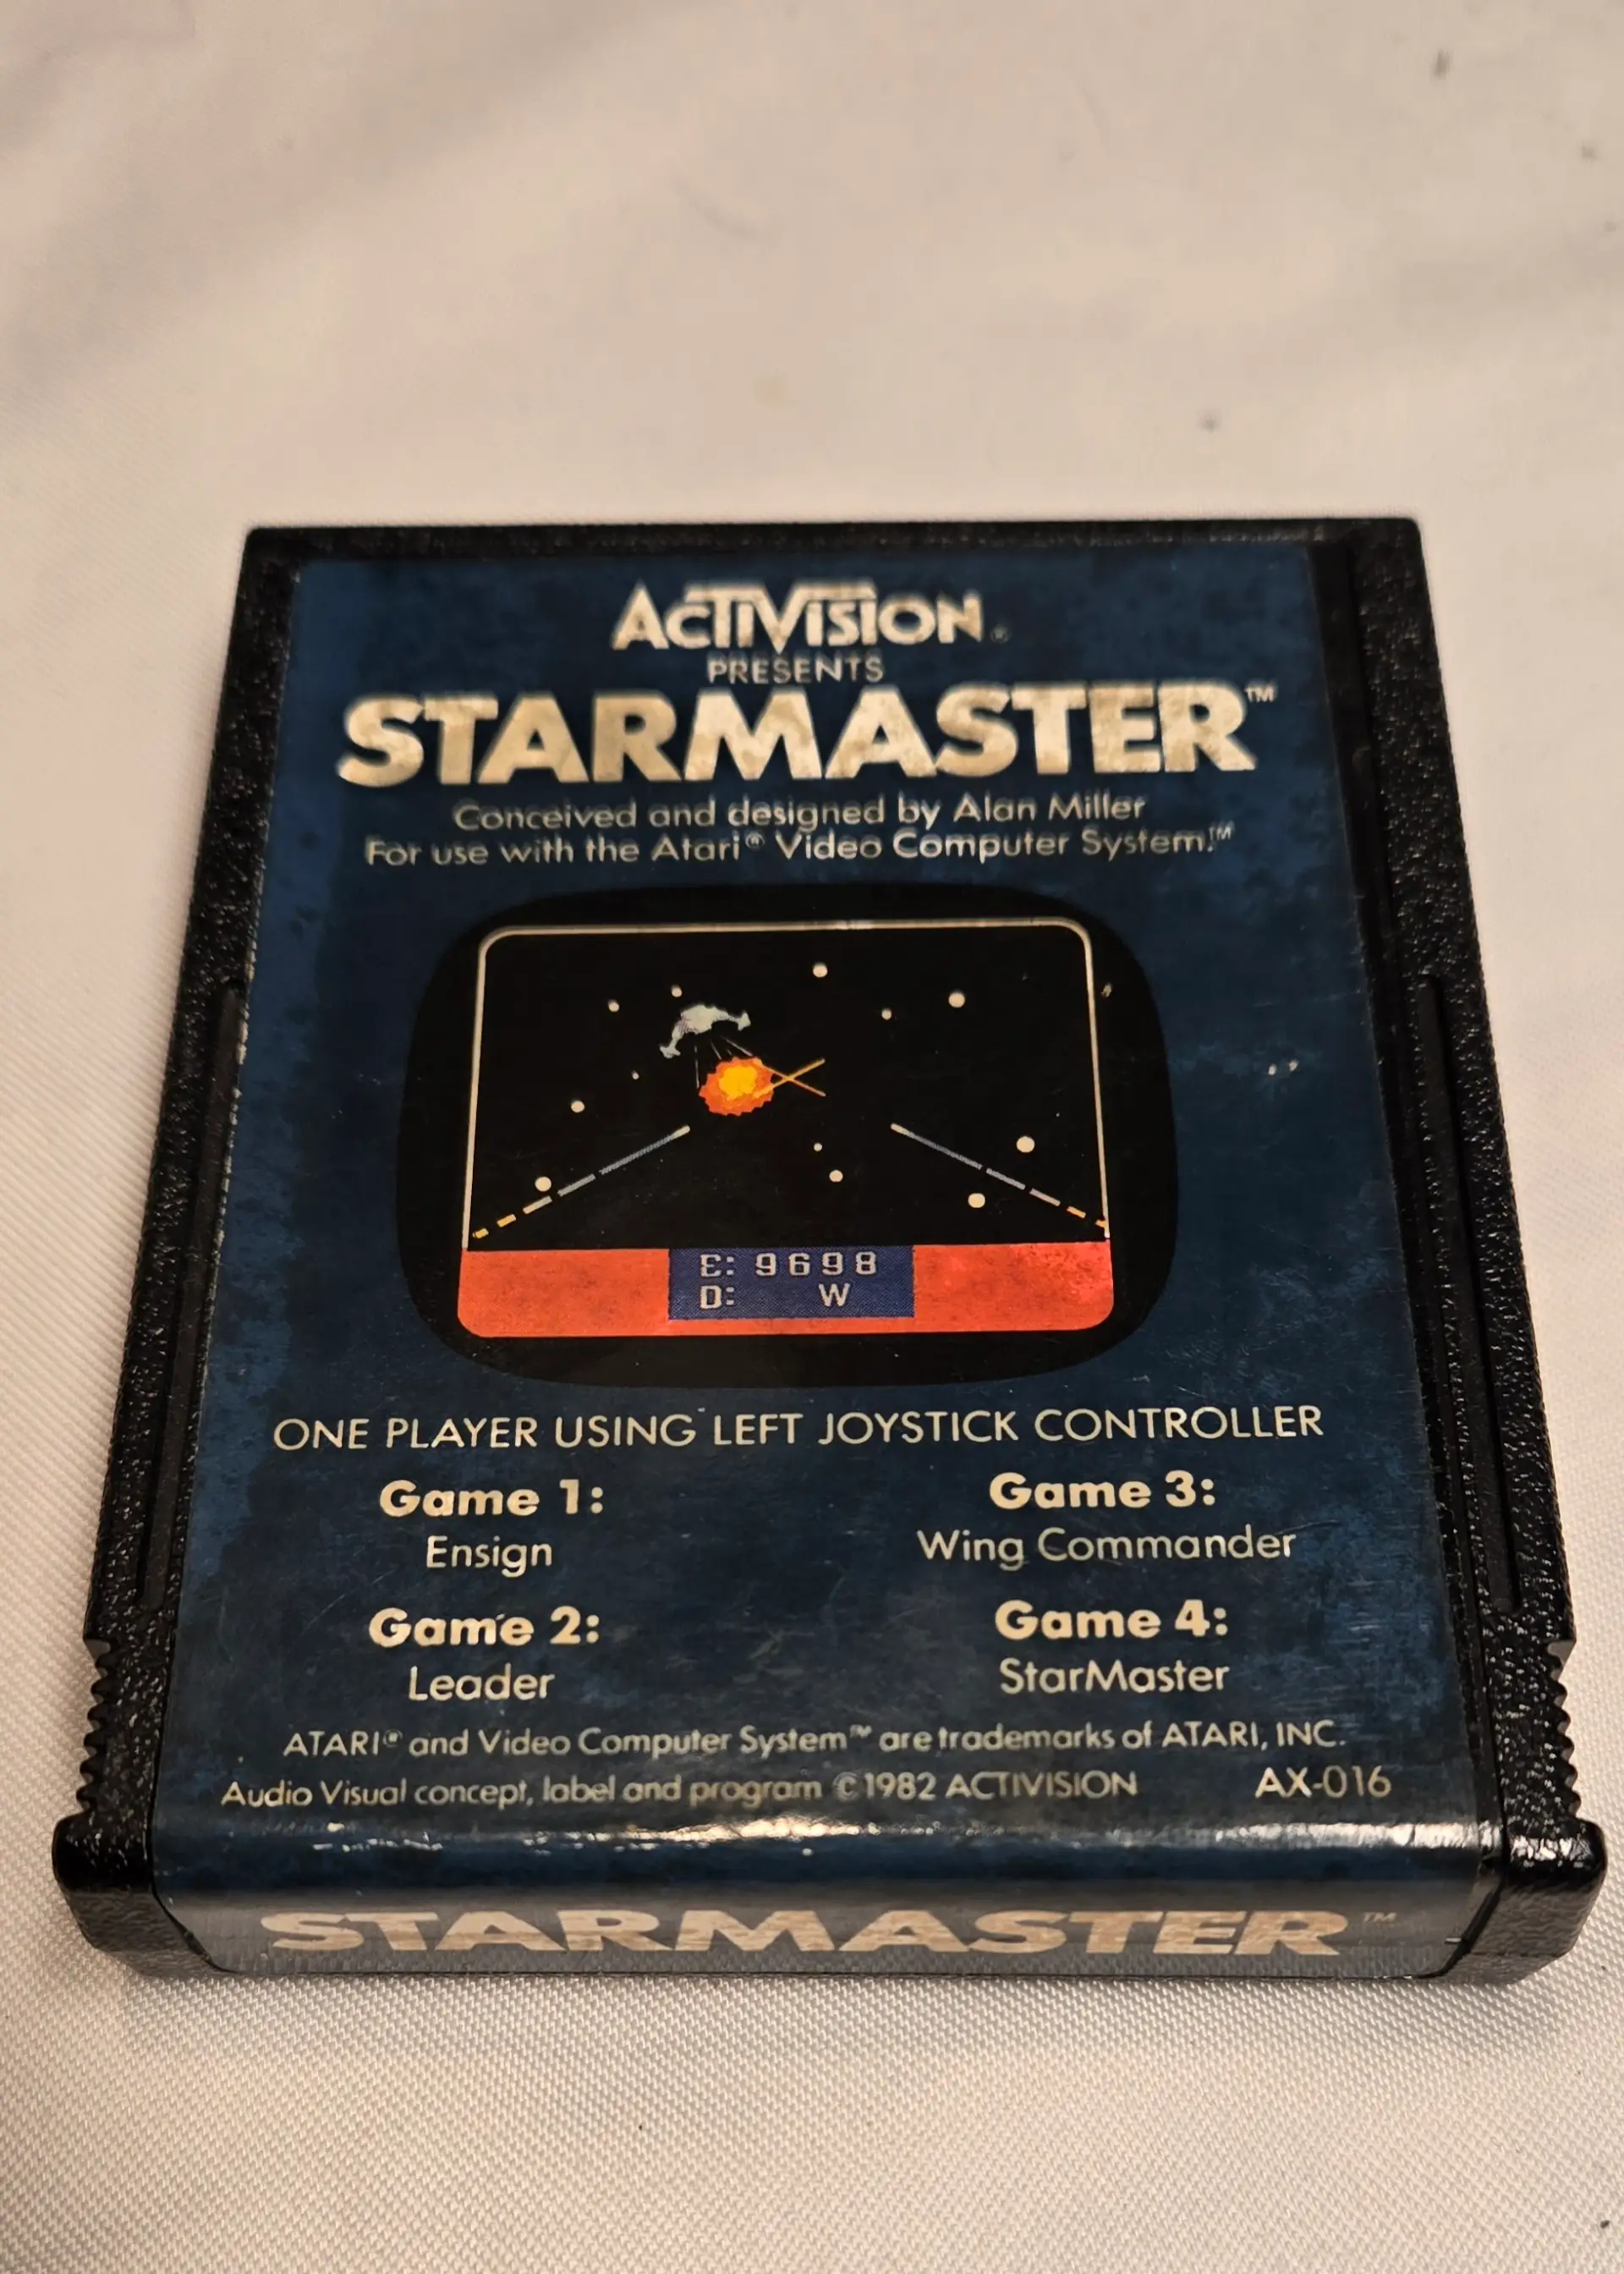 ACTIVISION®
PRESENTS
STARMASTER™
Conceived and designed by Alan Miller
For use with the Atari® Video Computer System.™
E: 9698
D: W
ONE PLAYER USING LEFT JOYSTICK CONTROLLER
Game 1:
Ensign
Game 2:
Leader
Game 3:
Wing Commander
Game 4:
StarMaster
ATARI® and Video Computer System™ are trademarks of ATARI, INC.
Audio Visual concept, label and program ©1982 ACTIVISION AX-016
STARMASTER™